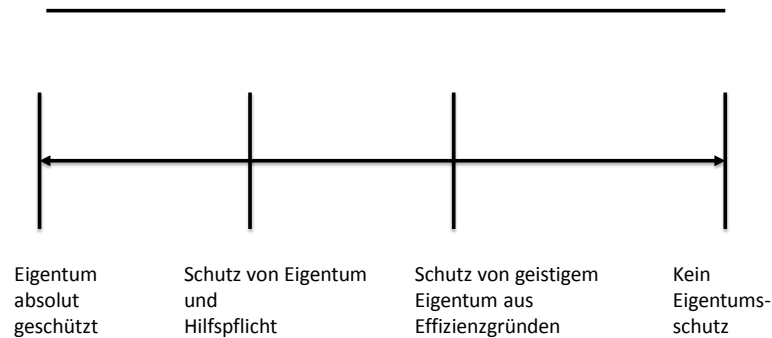 Eigentum
absolut
geschützt
Schutz von Eigentum
und
Hilfspflicht
Schutz von geistigem
Eigentum aus
Effizienzgründen
Kein
Eigentums-
schutz